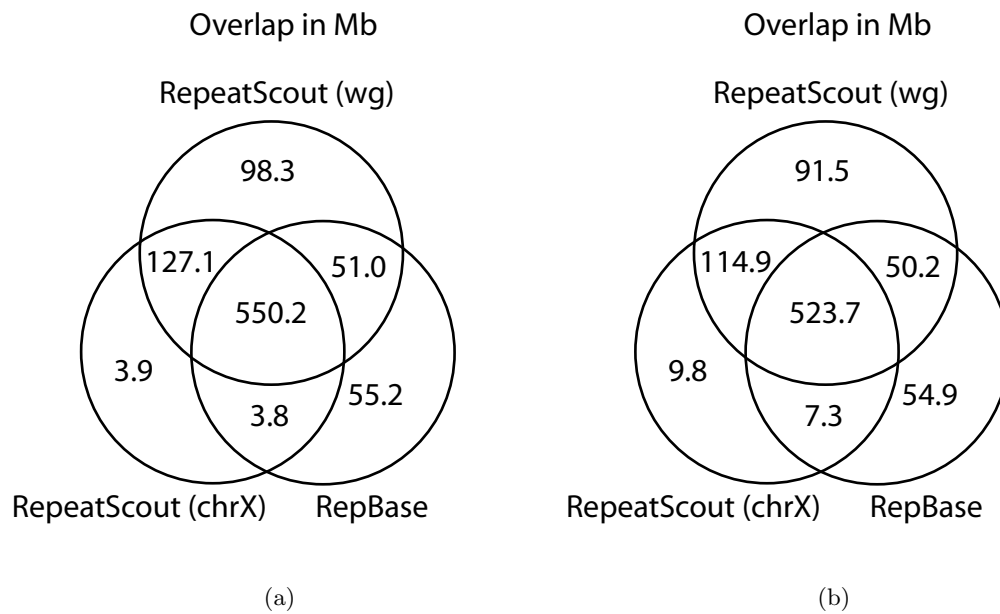 Overlap in Mb
RepeatScout (wg)
98.3
127.1
51.0
550.2
3.9
3.8
55.2
RepeatScout (chrX)
RepBase
(a)
Overlap in Mb
RepeatScout (wg)
91.5
114.9
50.2
523.7
9.8
7.3
54.9
RepeatScout (chrX)
RepBase
(b)